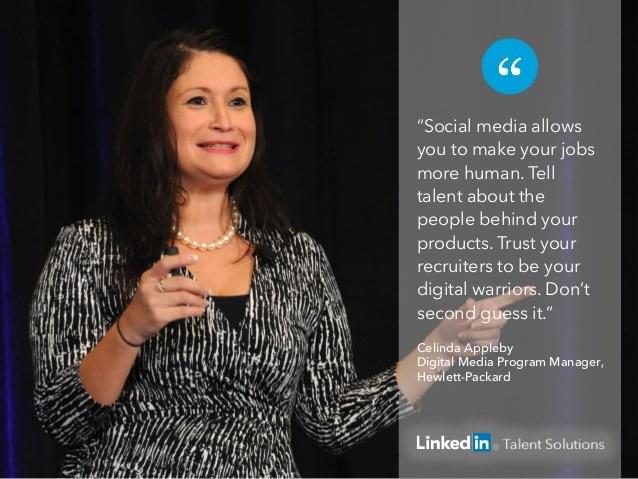 “
“Social media allows
you to make your jobs
more human. Tell
talent about the
people behind your
products. Trust your
recruiters to be your
digital warriors. Don’t
second guess it.“
Celinda Appleby
Digital Media Program Manager,
Hewlett-Packard
Linked in ® Talent Solutions